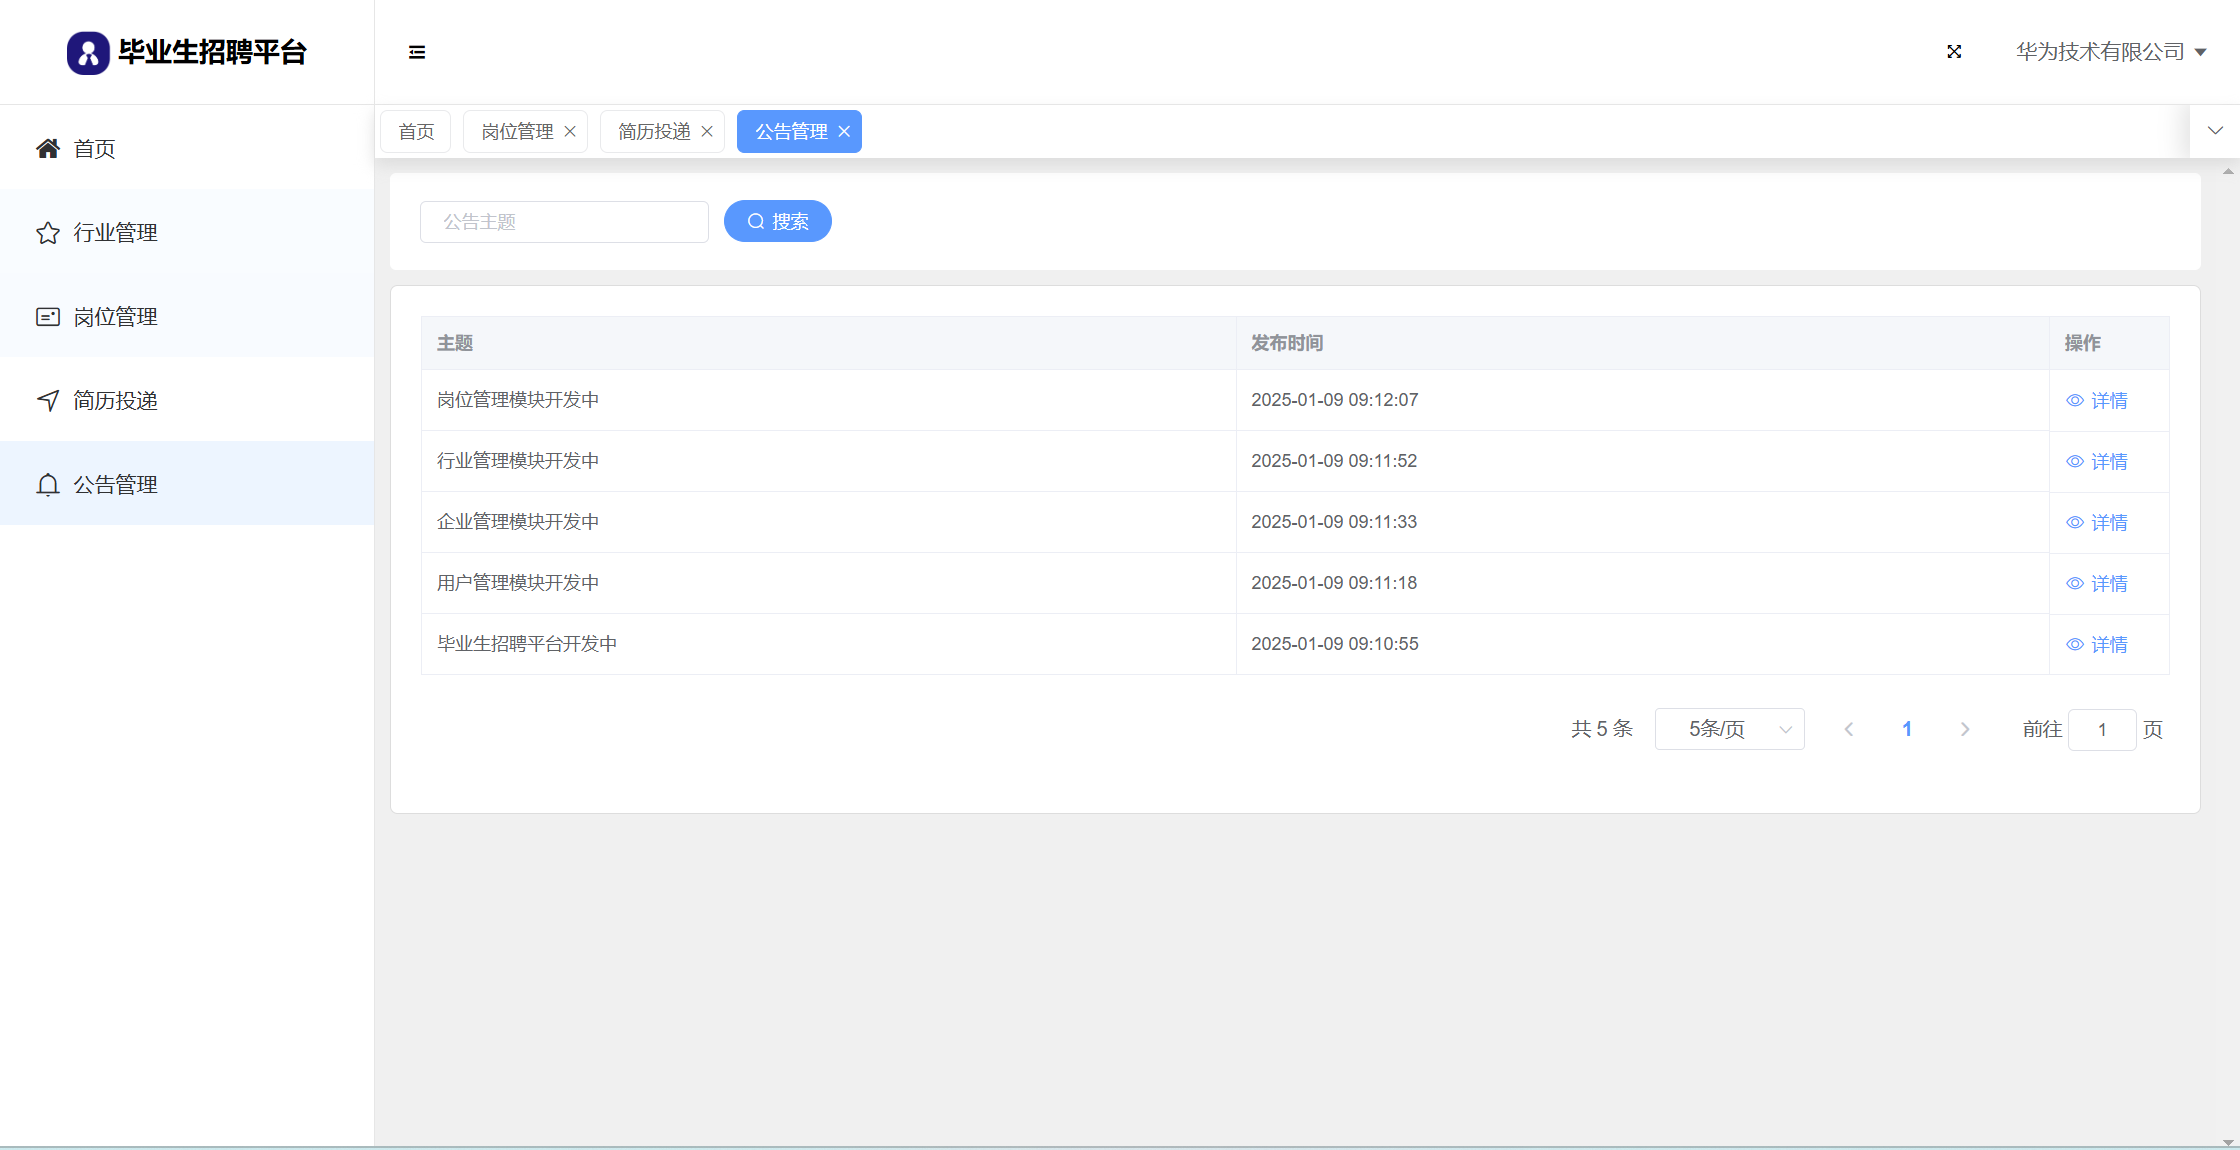 毕业生招聘平台
华为技术有限公司
首页
行业管理
岗位管理
简历投递
公告管理
首页 岗位管理 简历投递 公告管理
公告主题 搜索
主题 发布时间 操作
岗位管理模块开发中 2025-01-09 09:12:07 详情
行业管理模块开发中 2025-01-09 09:11:52 详情
企业管理模块开发中 2025-01-09 09:11:33 详情
用户管理模块开发中 2025-01-09 09:11:18 详情
毕业生招聘平台开发中 2025-01-09 09:10:55 详情
共 5 条 5条/页 1 前往 1 页